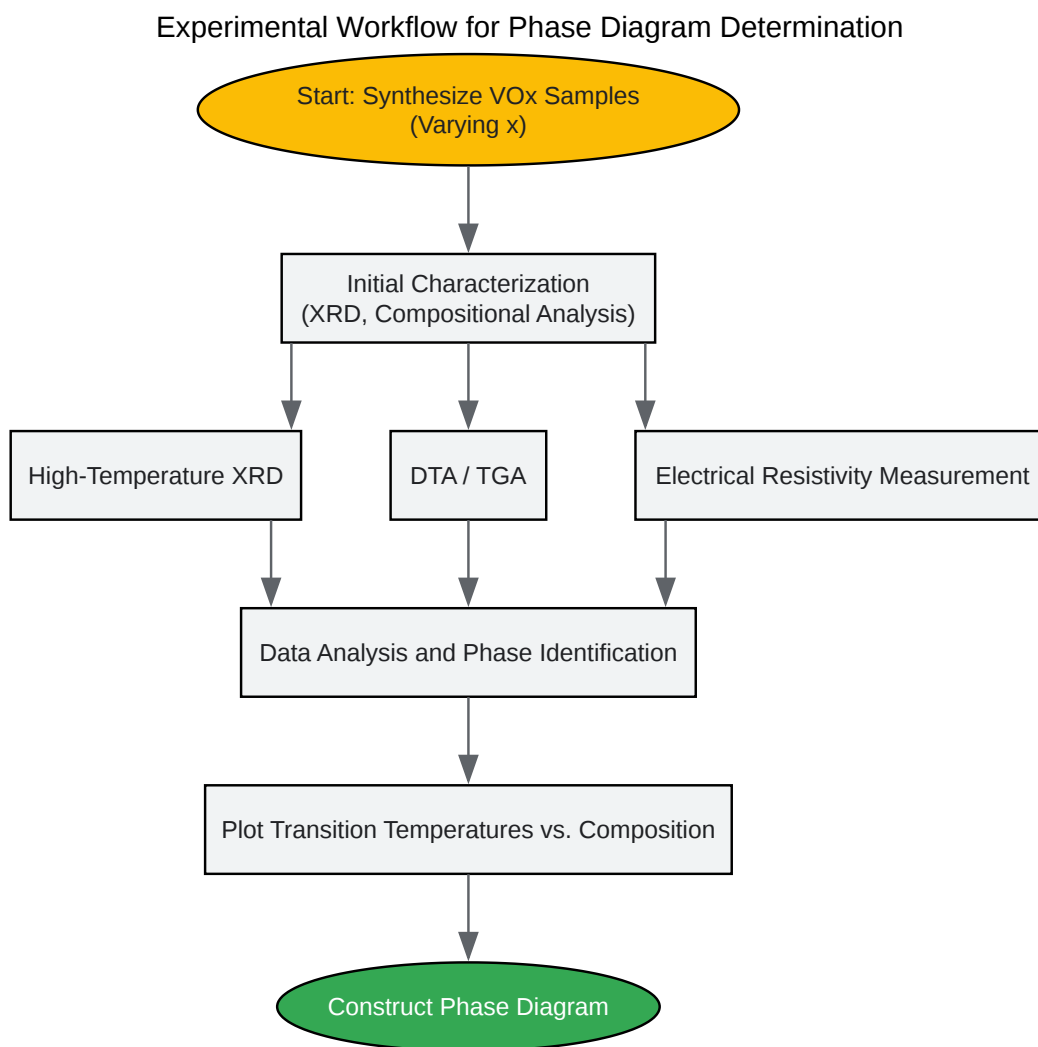 Experimental Workflow for Phase Diagram Determination
Start: Synthesize VOx Samples
(Varying x)
Initial Characterization
(XRD, Compositional Analysis)
High-Temperature XRD
DTA / TGA
Electrical Resistivity Measurement
Data Analysis and Phase Identification
Plot Transition Temperatures vs. Composition
Construct Phase Diagram